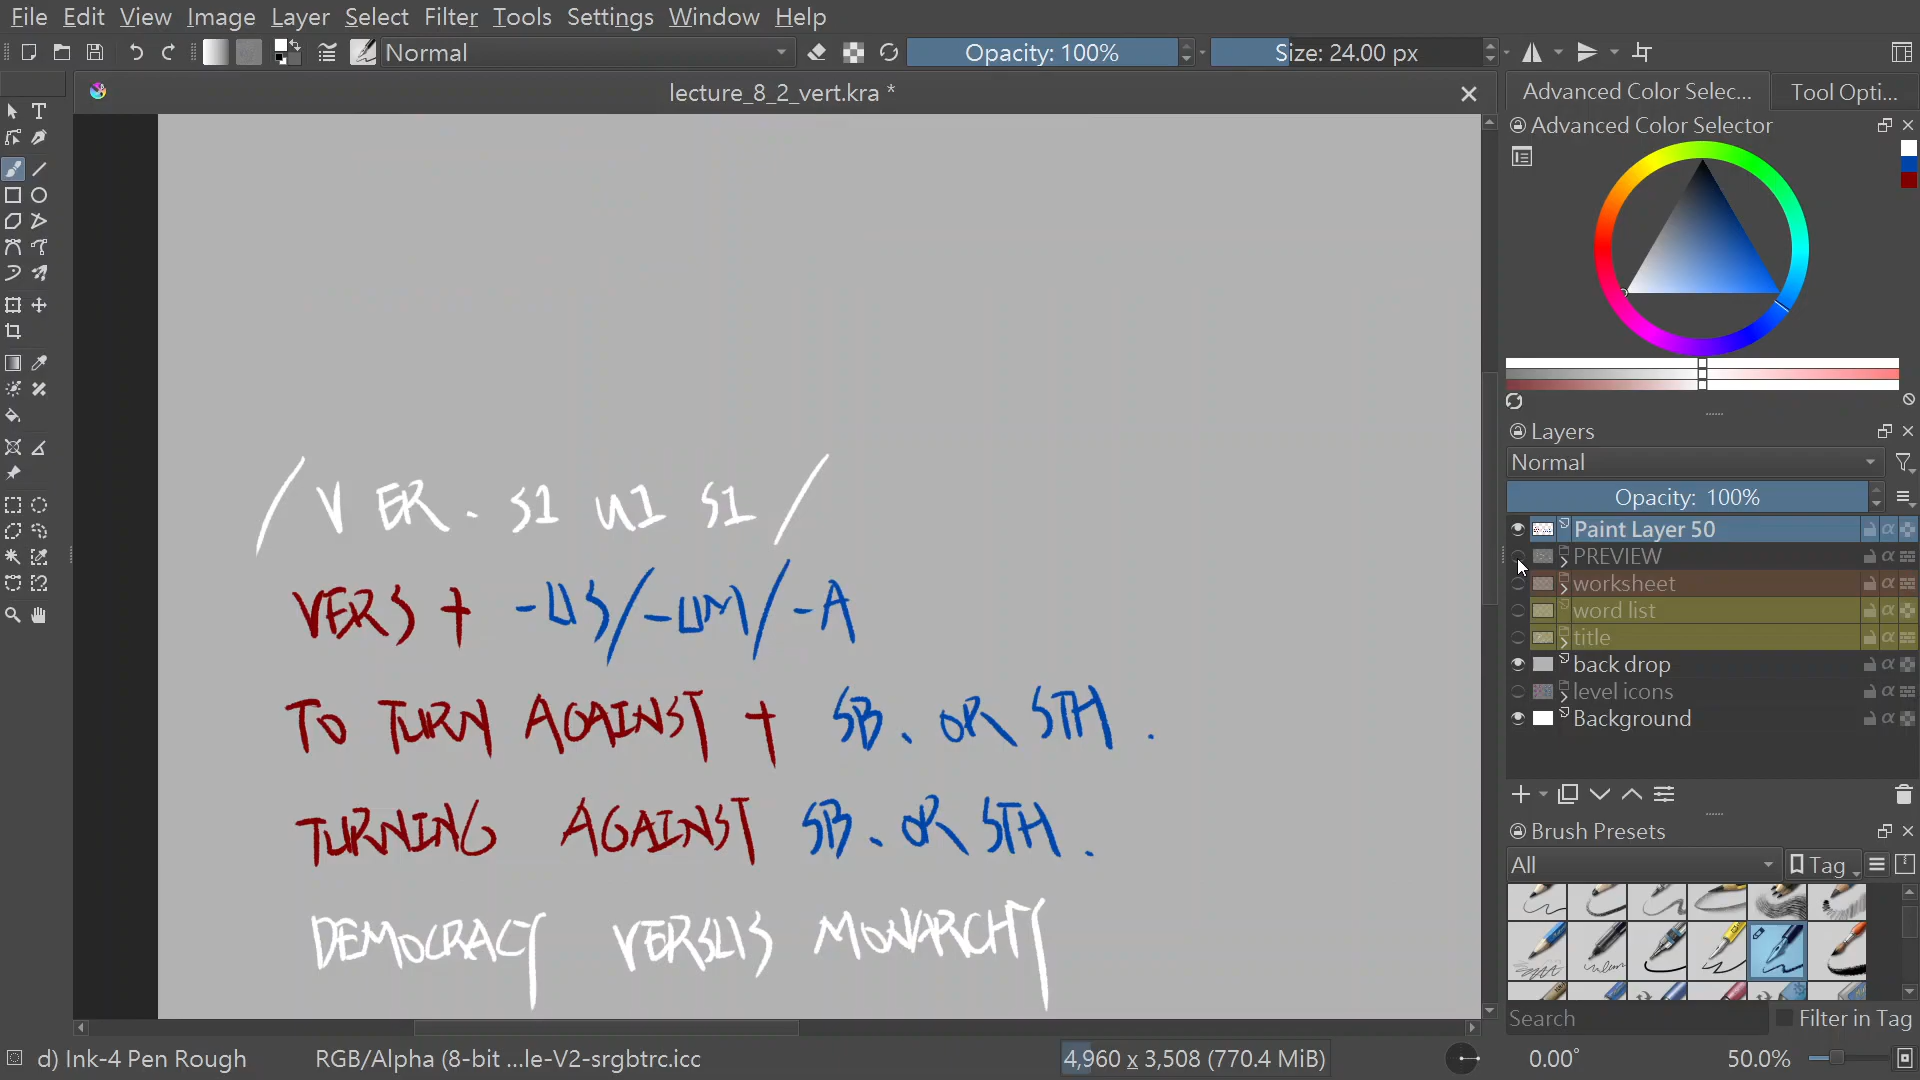 File Edit View Image Layer Select Filter Tools Settings Window Help
Normal Opacity: 100% Size: 24.00 px
lecture_8_2_vert.kra *
Advanced Color Selec... Tool Opti...
Advanced Color Selector
/ V ER. S1 U1 S1 /
VERS + -US/-UM/-A
TO TURN AGAINST + SB. OR STH.
TURNING AGAINST SB. OR STH.
DEMOCRACY VERSUS MONARCHY
Layers
Normal
Opacity: 100%
Paint Layer 50
PREVIEW
worksheet
word list
title
back drop
level icons
Background
Brush Presets
All Tag
Search Filter in Tag
d) Ink-4 Pen Rough RGB/Alpha (8-bit ...le-V2-srgbtrc.icc 4,960 x 3,508 (770.4 MiB) 0.00° 50.0%